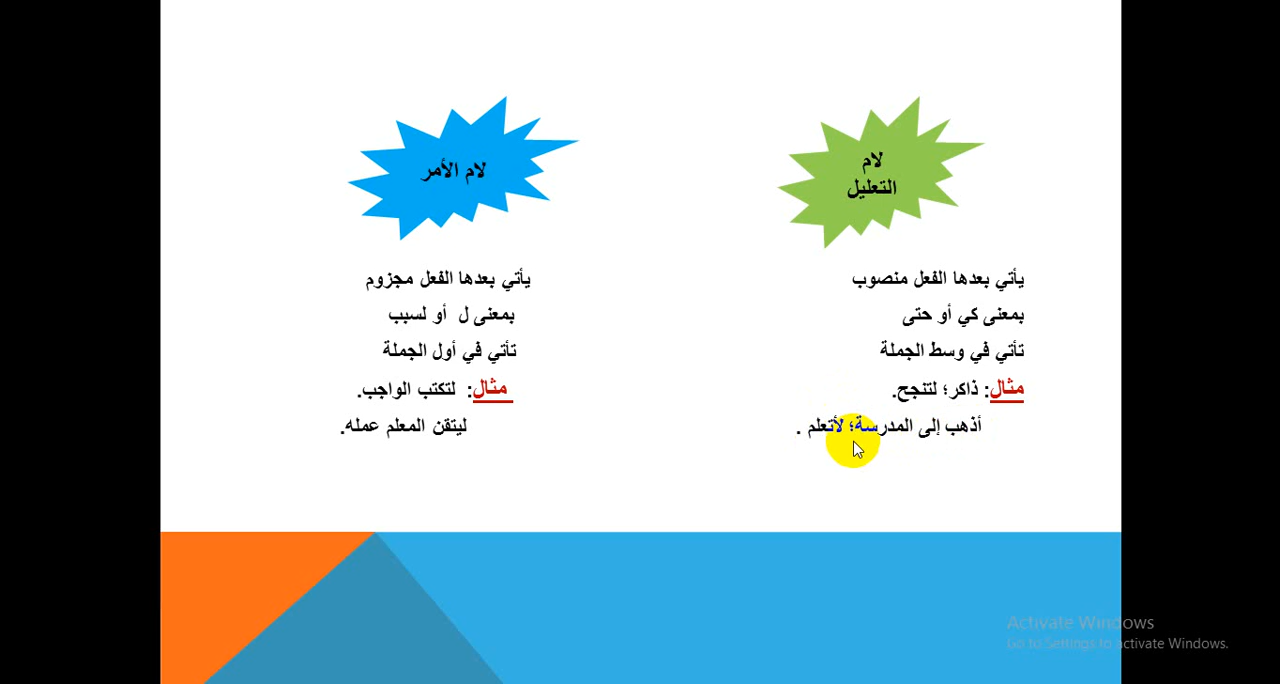 لام
التعليل
يأتي بعدها الفعل منصوب
بمعنى كي أو حتى
تأتي في وسط الجملة
مثال: ذاكر؛ لتنجح.
أذهب إلى المدرسة؛ لأتعلم .
لام الأمر
يأتي بعدها الفعل مجزوم
بمعنى ل أو لسبب
تأتي في أول الجملة
مثال: لتكتب الواجب.
ليتقن المعلم عمله.
Activate Windows
Go to Settings to activate Windows.